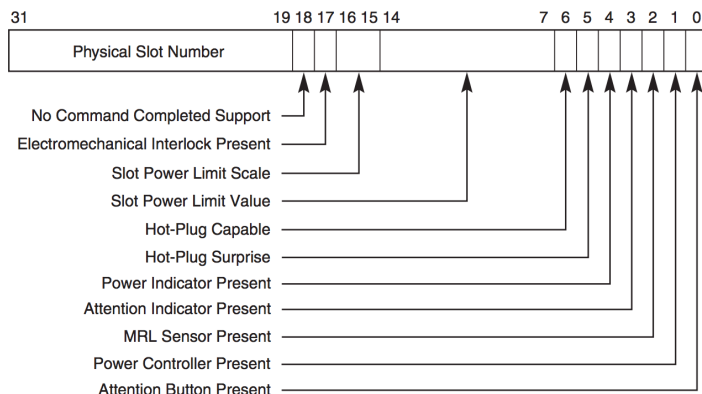 31 19 18 17 16 15 14 7 6 5 4 3 2 1 0
Physical Slot Number
No Command Completed Support
Electromechanical Interlock Present
Slot Power Limit Scale
Slot Power Limit Value
Hot-Plug Capable
Hot-Plug Surprise
Power Indicator Present
Attention Indicator Present
MRL Sensor Present
Power Controller Present
Attention Button Present